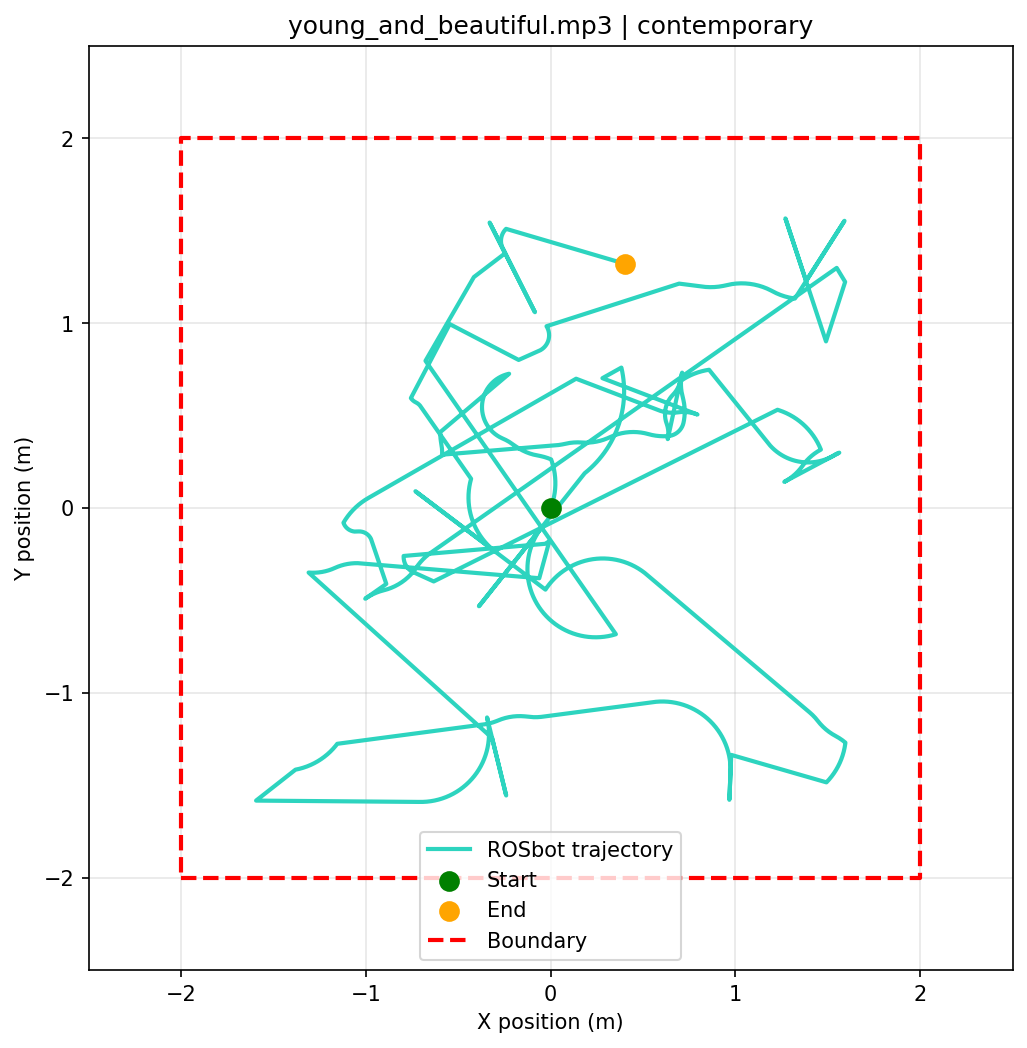 young_and_beautiful.mp3 | contemporary
Y position (m)
2
1
0
−1
−2
ROSbot trajectory
Start
End
Boundary
−2
−1
0
1
2
X position (m)